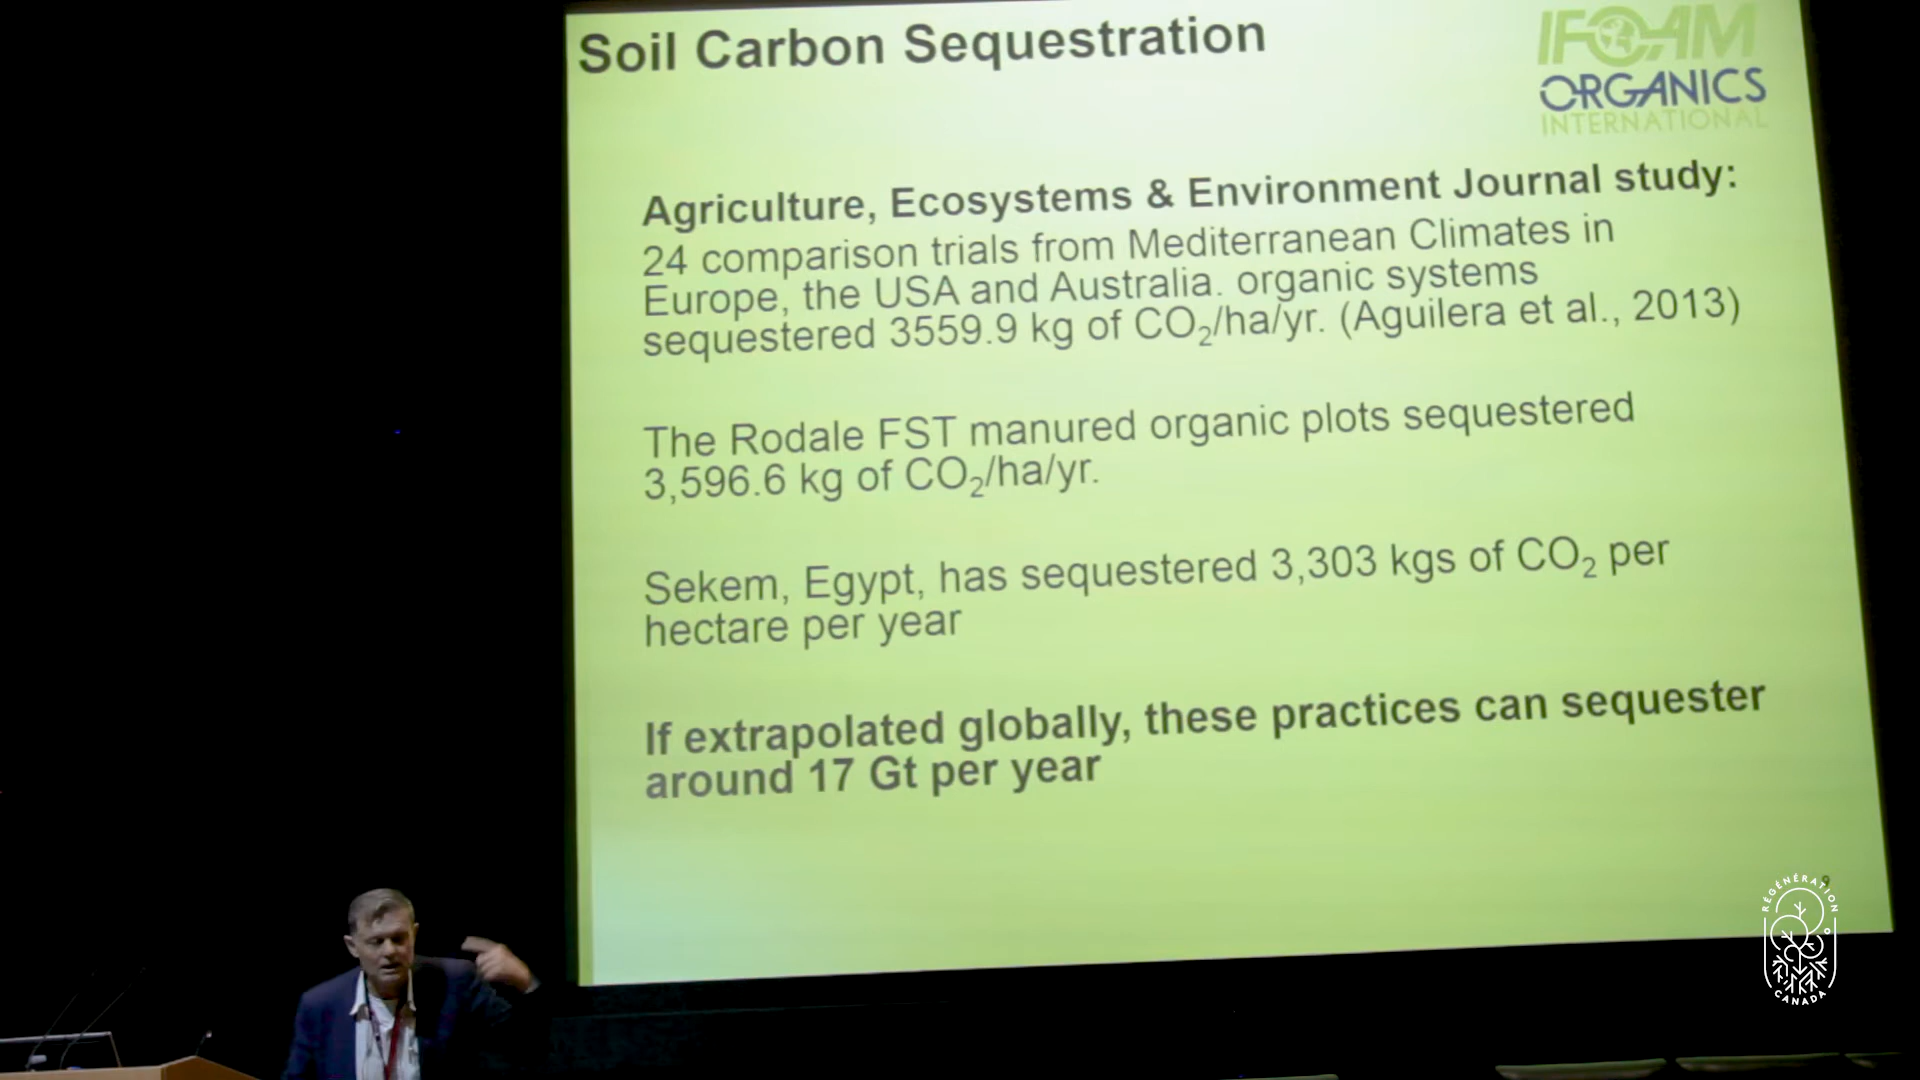 Soil Carbon Sequestration
IFOAM
ORGANICS
INTERNATIONAL
Agriculture, Ecosystems & Environment Journal study:
24 comparison trials from Mediterranean Climates in
Europe, the USA and Australia. organic systems
sequestered 3559.9 kg of CO₂/ha/yr. (Aguilera et al., 2013)
The Rodale FST manured organic plots sequestered
3,596.6 kg of CO₂/ha/yr.
Sekem, Egypt, has sequestered 3,303 kgs of CO₂ per
hectare per year
If extrapolated globally, these practices can sequester
around 17 Gt per year
9
RÉGÉNÉRATION
CANADA